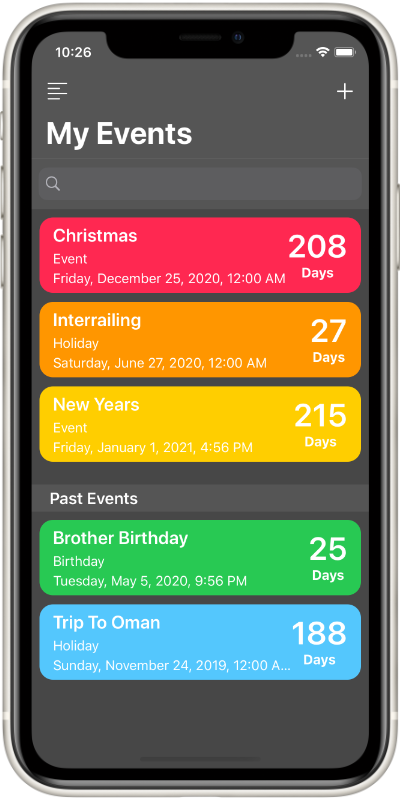 10:26
My Events
Christmas
Event
Friday, December 25, 2020, 12:00 AM
208
Days
Interrailing
Holiday
Saturday, June 27, 2020, 12:00 AM
27
Days
New Years
Event
Friday, January 1, 2021, 4:56 PM
215
Days
Past Events
Brother Birthday
Birthday
Tuesday, May 5, 2020, 9:56 PM
25
Days
Trip To Oman
Holiday
Sunday, November 24, 2019, 12:00 A...
188
Days